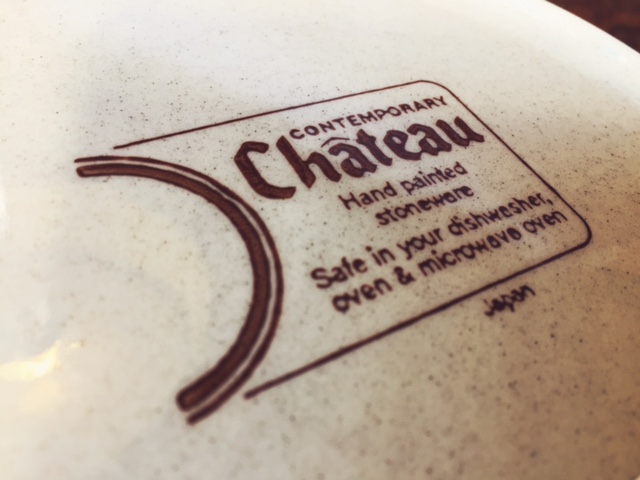 CONTEMPORARY
Château
Hand painted
stoneware
Safe in your dishwasher,
oven & microwave oven
Japan